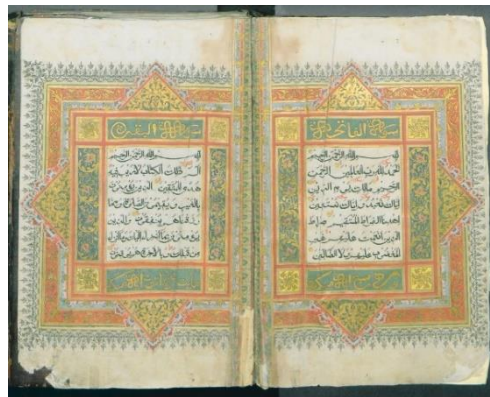 سورة الفاتحة
بسم الله الرحمن الرحيم
الحمد لله رب العالمين الرحمن
الرحيم مالك يوم الدين
اياك نعبد واياك نستعين
اهدنا الصراط المستقيم صراط
الذين انعمت عليهم غير
المغضوب عليهم ولا الضالين
سورة البقرة
بسم الله الرحمن الرحيم
الم ذلك الكتاب لا ريب فيه
هدى للمتقين الذين يؤمنون
بالغيب ويقيمون الصلوة ومما
رزقناهم ينفقون والذين
يؤمنون بما انزل اليك وما انزل
من قبلك وبالاخرة هم يوقنون